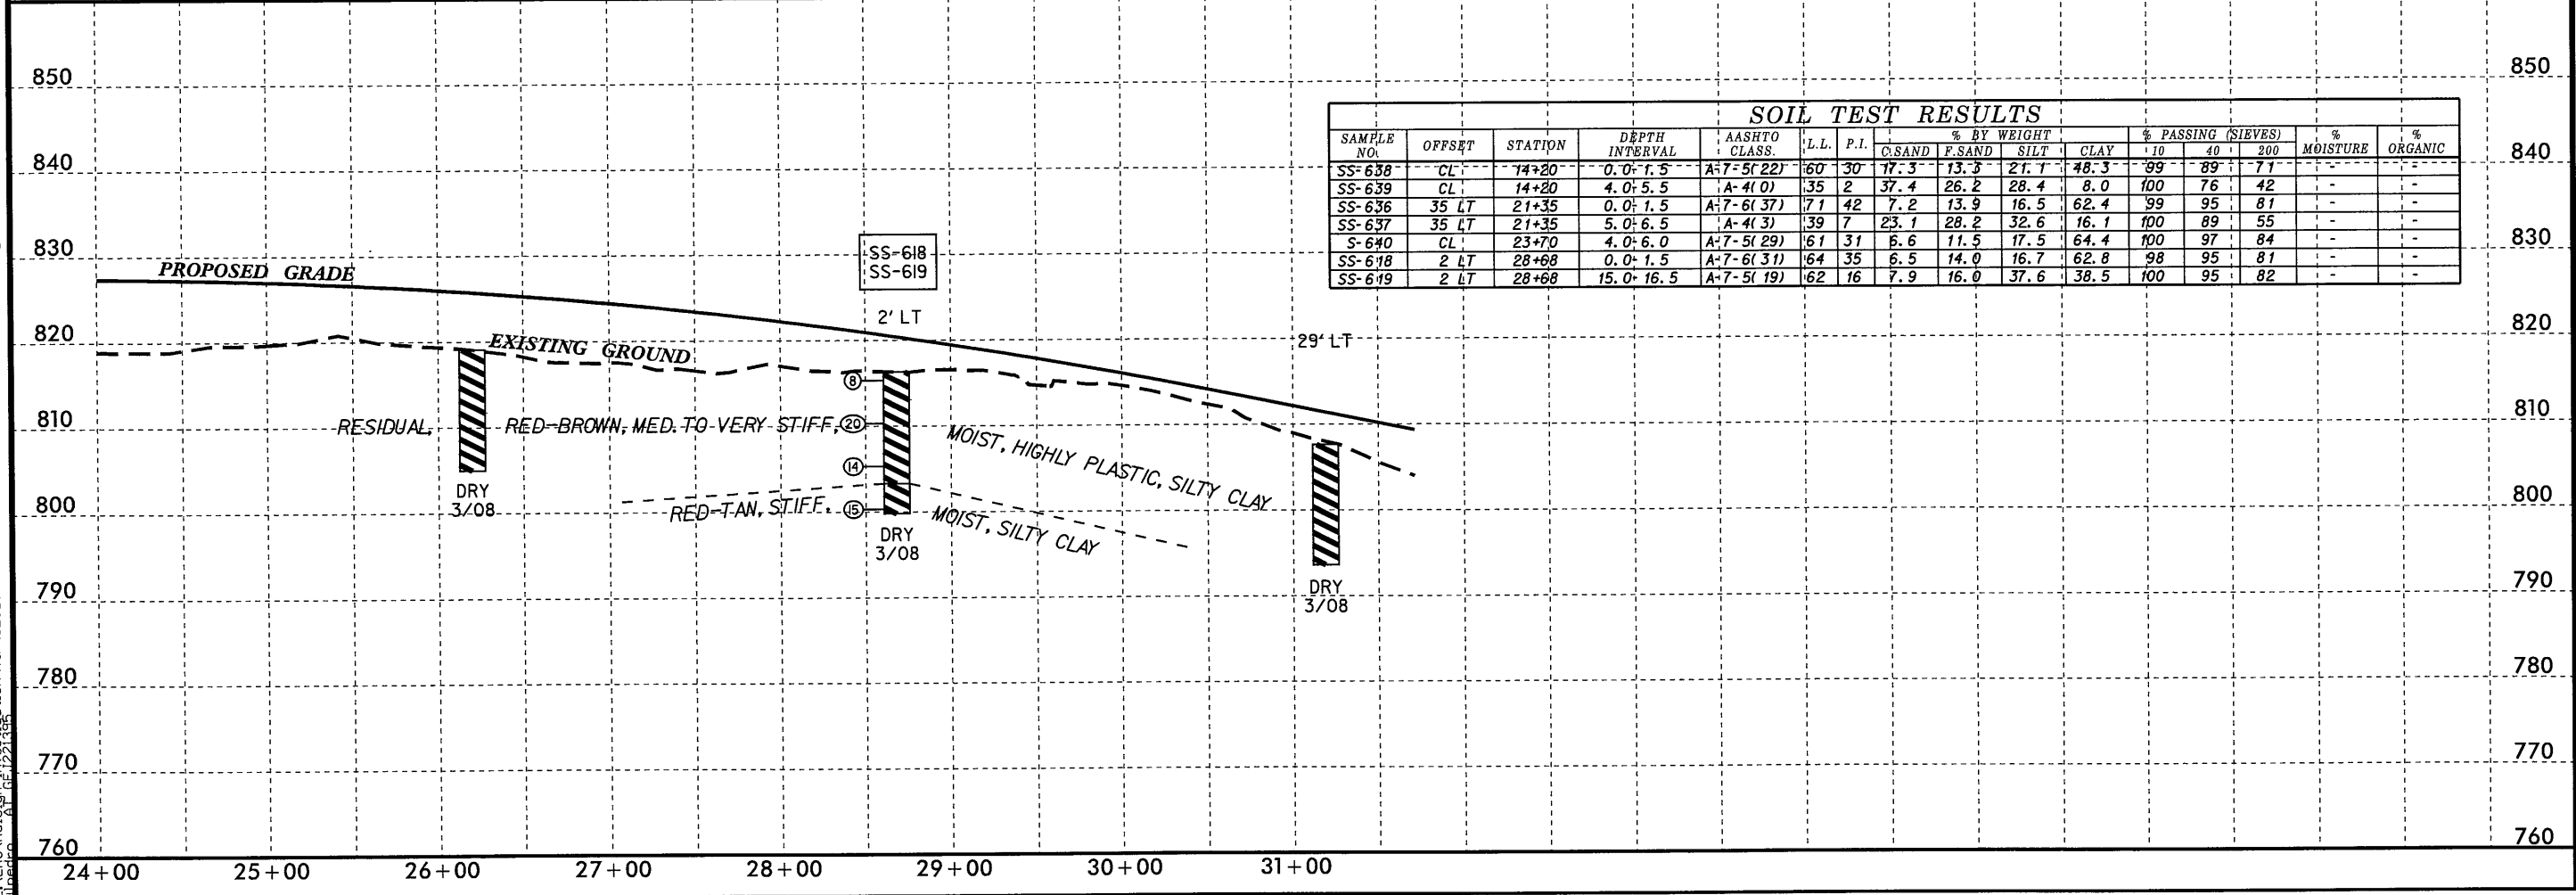 850 850
SOIL TEST RESULTS
SAMPLE NO. OFFSET STATION DEPTH INTERVAL AASHTO CLASS. L.L. P.I. % BY WEIGHT % PASSING (SIEVES) % MOISTURE % ORGANIC
C.SAND F.SAND SILT CLAY 10 40 200
SS-638 CL 14+20 0.0-1.5 A-7-5(22) 60 30 17.3 13.3 21.1 48.3 99 89 71 - -
SS-639 CL 14+20 4.0-5.5 A-4(0) 35 2 37.4 26.2 28.4 8.0 100 76 42 - -
SS-636 35 LT 21+35 0.0-1.5 A-7-6(37) 71 42 7.2 13.9 16.5 62.4 99 95 81 - -
SS-637 35 LT 21+35 5.0-6.5 A-4(3) 39 7 23.1 28.2 32.6 16.1 100 89 55 - -
S-640 CL 23+70 4.0-6.0 A-7-5(29) 61 31 6.6 11.5 17.5 64.4 100 97 84 - -
SS-618 2 LT 28+68 0.0-1.5 A-7-6(31) 64 35 6.5 14.0 16.7 62.8 98 95 81 - -
SS-619 2 LT 28+68 15.0-16.5 A-7-5(19) 62 16 7.9 16.0 37.6 38.5 100 95 82 - -
840 840
830 830
SS-618
SS-619
PROPOSED GRADE
2' LT
820 820
EXISTING GROUND
29' LT
8
810 810
RESIDUAL, RED-BROWN, MED. TO VERY STIFF, 20 MOIST, HIGHLY PLASTIC, SILTY CLAY
14
DRY
3/08
800 800
RED-TAN, STIFF, 15 MOIST, SILTY CLAY
DRY
3/08
790 790
DRY
3/08
780 780
770 770
760 760
24+00 25+00 26+00 27+00 28+00 29+00 30+00 31+00